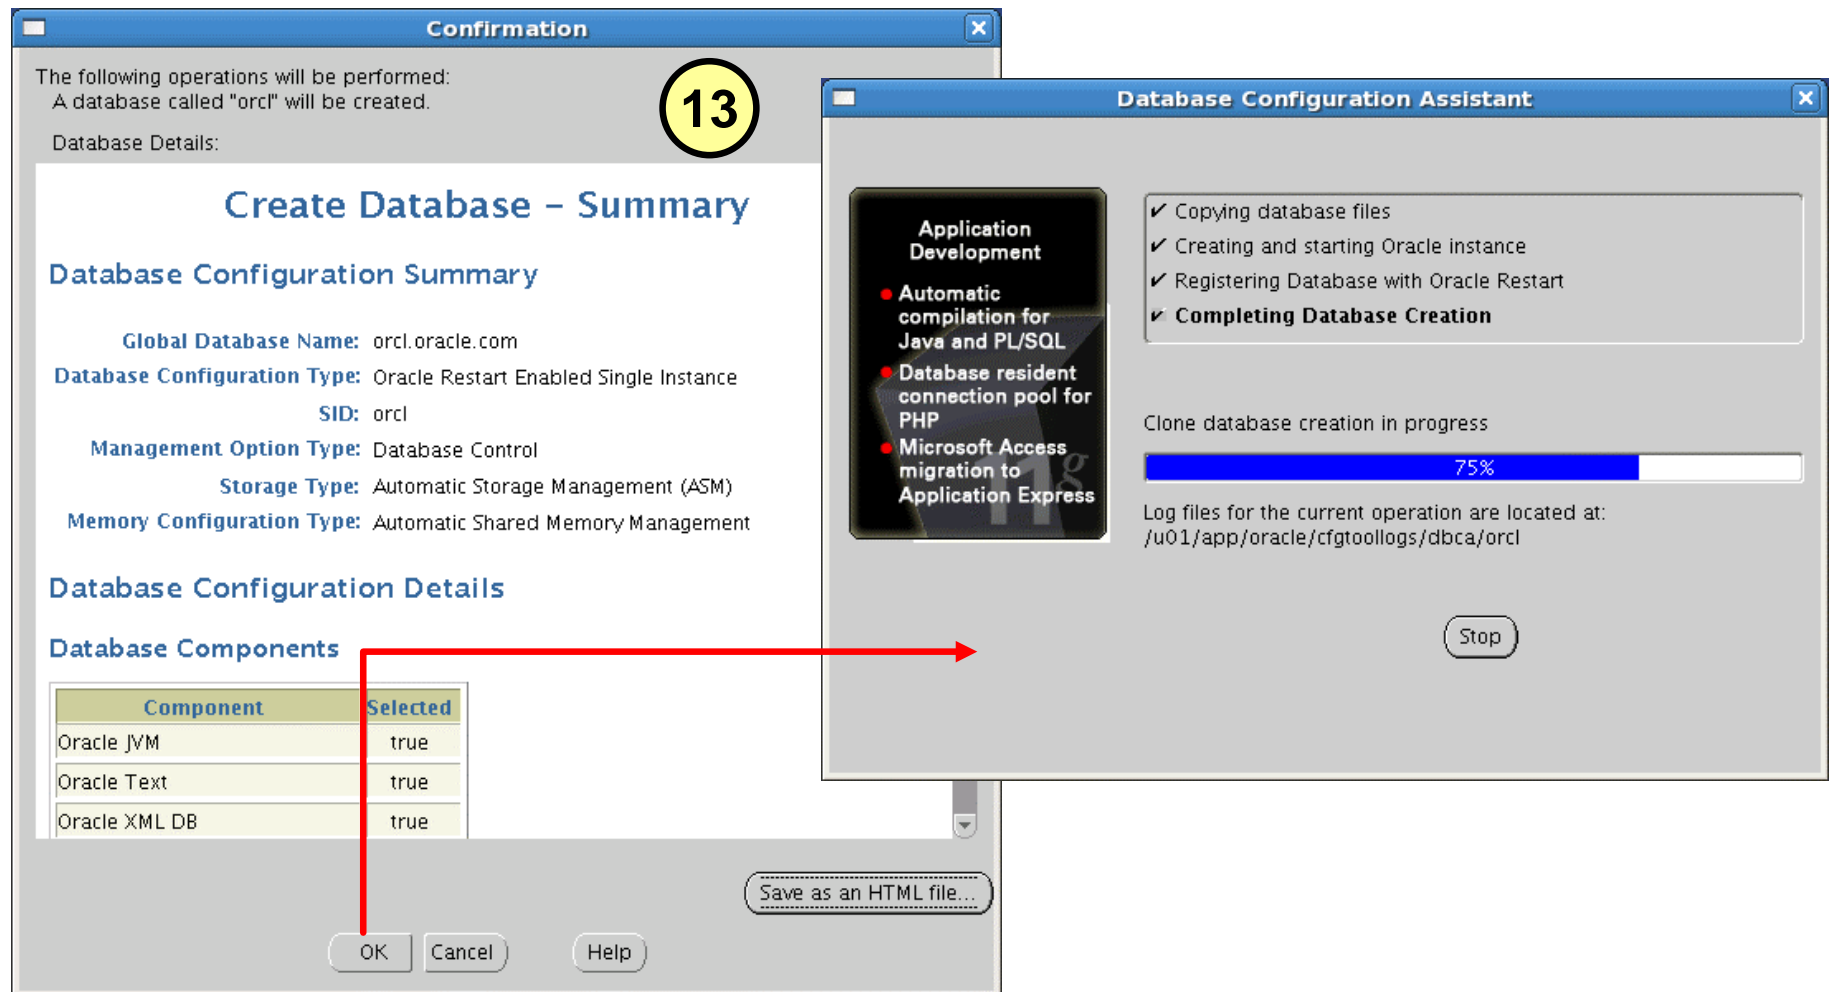 Confirmation
The following operations will be performed:
A database called "orcl" will be created.
13
Database Details:
Create Database - Summary
Database Configuration Summary
Global Database Name: orcl.oracle.com
Database Configuration Type: Oracle Restart Enabled Single Instance
SID: orcl
Management Option Type: Database Control
Storage Type: Automatic Storage Management (ASM)
Memory Configuration Type: Automatic Shared Memory Management
Database Configuration Details
Database Components
Component Selected
Oracle JVM true
Oracle Text true
Oracle XML DB true
Save as an HTML file...
OK Cancel Help
Database Configuration Assistant
Application
Development
Automatic
compilation for
Java and PL/SQL
Database resident
connection pool for
PHP
Microsoft Access
migration to
Application Express
11g
Copying database files
Creating and starting Oracle instance
Registering Database with Oracle Restart
Completing Database Creation
Clone database creation in progress
75%
Log files for the current operation are located at:
/u01/app/oracle/cfgtoollogs/dbca/orcl
Stop